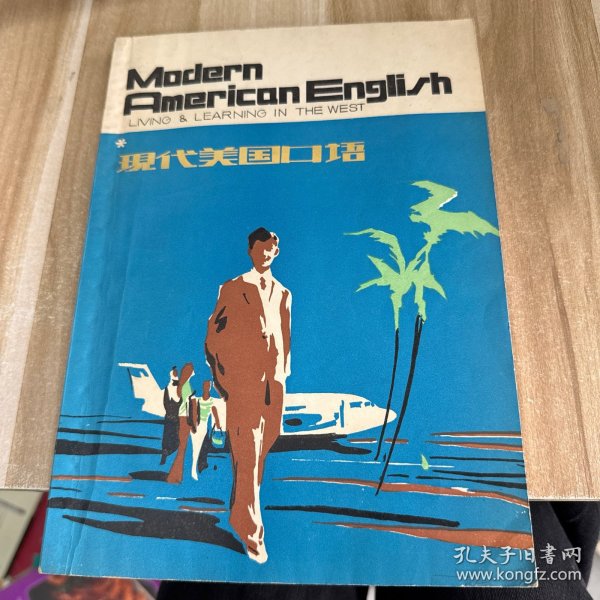 Modern
American English
LIVING & LEARNING IN THE WEST
*現代美国口语
孔夫子旧书网
www.kongfz.com